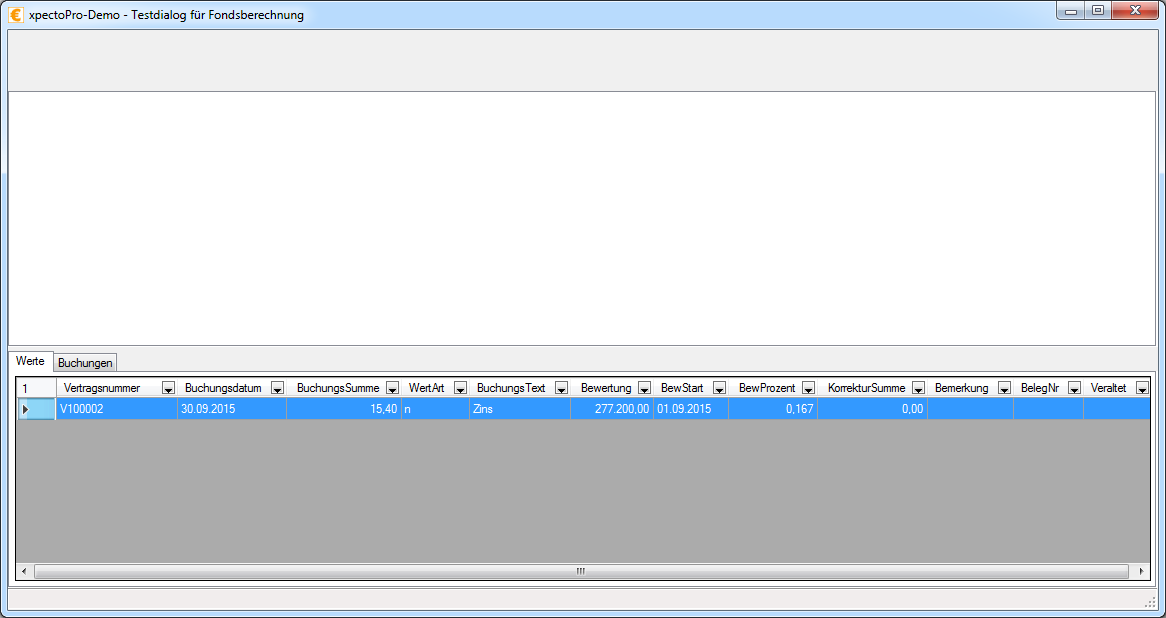 xpectoPro-Demo - Testdialog für Fondsberechnung
Werte Buchungen
1 Vertragsnummer Buchungsdatum BuchungsSumme WertArt BuchungsText Bewertung BewStart BewProzent KorrekturSumme Bemerkung BelegNr Veraltet
V100002 30.09.2015 15,40 n Zins 277.200,00 01.09.2015 0,167 0,00